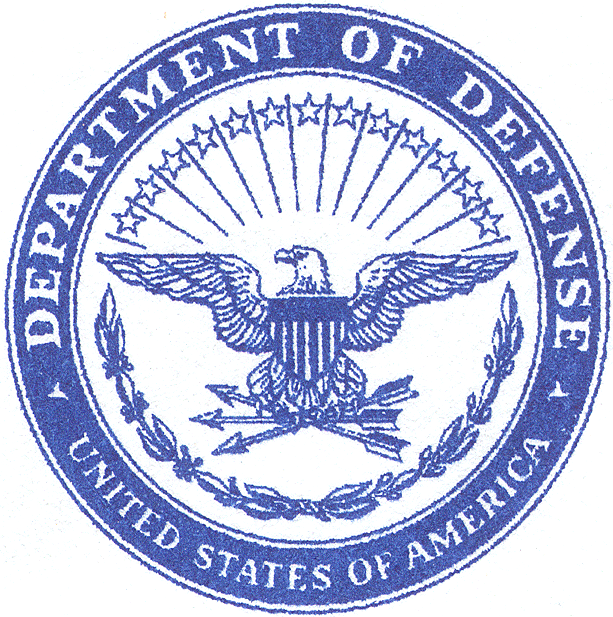 DEPARTMENT OF DEFENSE
UNITED STATES OF AMERICA